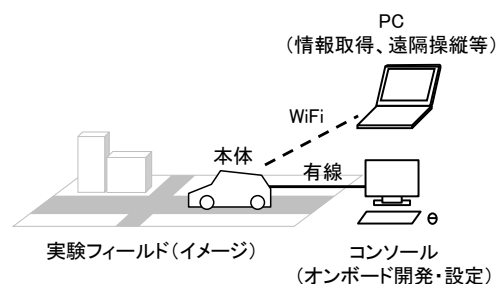 PC
（情報取得、遠隔操縦等）
WiFi
本体
有線
実験フィールド（イメージ）
コンソール
（オンボード開発・設定）